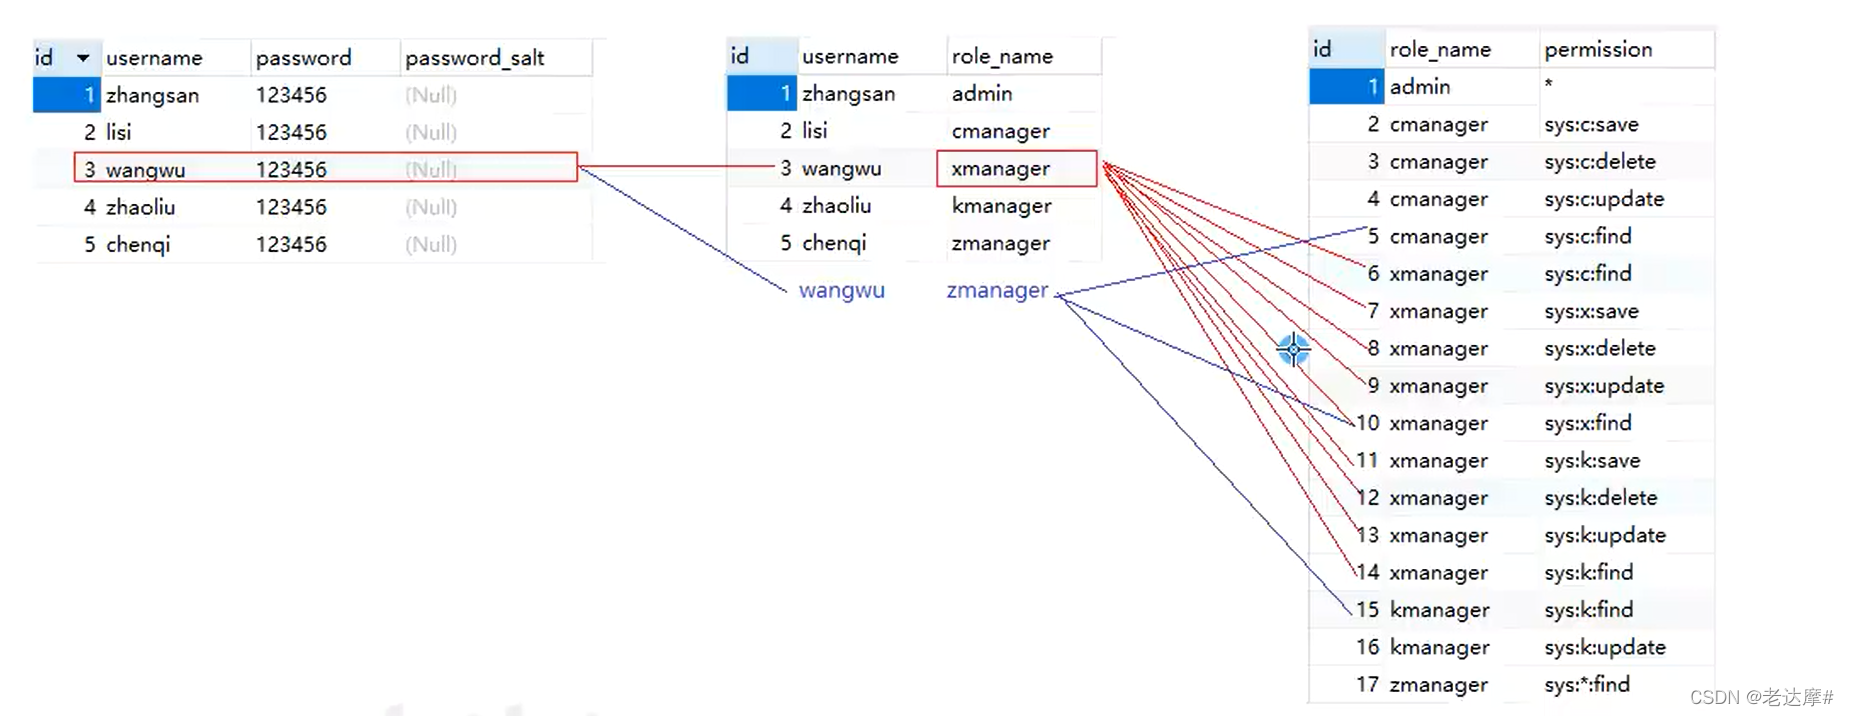 id username password password_salt
1 zhangsan 123456 (Null)
2 lisi 123456 (Null)
3 wangwu 123456 (Null)
4 zhaoliu 123456 (Null)
5 chenqi 123456 (Null)
id username role_name
1 zhangsan admin
2 lisi cmanager
3 wangwu xmanager
4 zhaoliu kmanager
5 chenqi zmanager
wangwu zmanager
id role_name permission
1 admin *
2 cmanager sys:c:save
3 cmanager sys:c:delete
4 cmanager sys:c:update
5 cmanager sys:c:find
6 xmanager sys:c:find
7 xmanager sys:x:save
8 xmanager sys:x:delete
9 xmanager sys:x:update
10 xmanager sys:x:find
11 xmanager sys:k:save
12 xmanager sys:k:delete
13 xmanager sys:k:update
14 xmanager sys:k:find
15 kmanager sys:k:find
16 kmanager sys:k:update
17 zmanager sys:*:find
CSDN @老达摩#